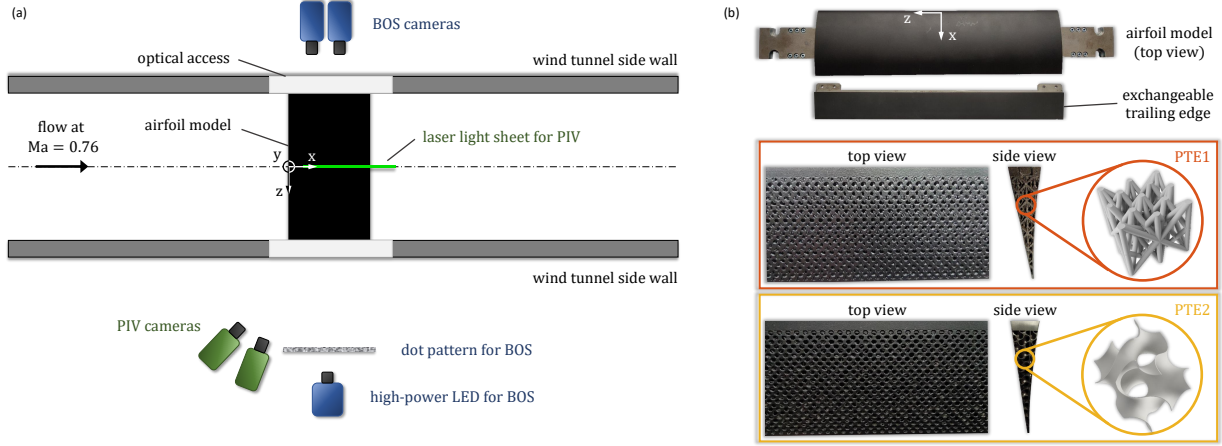 (a)
BOS cameras
optical access
wind tunnel side wall
flow at
Ma = 0.76
airfoil model
laser light sheet for PIV
y
x
z
wind tunnel side wall
PIV cameras
dot pattern for BOS
high-power LED for BOS
(b)
z
x
airfoil model
(top view)
exchangeable
trailing edge
top view
side view
PTE1
top view
side view
PTE2